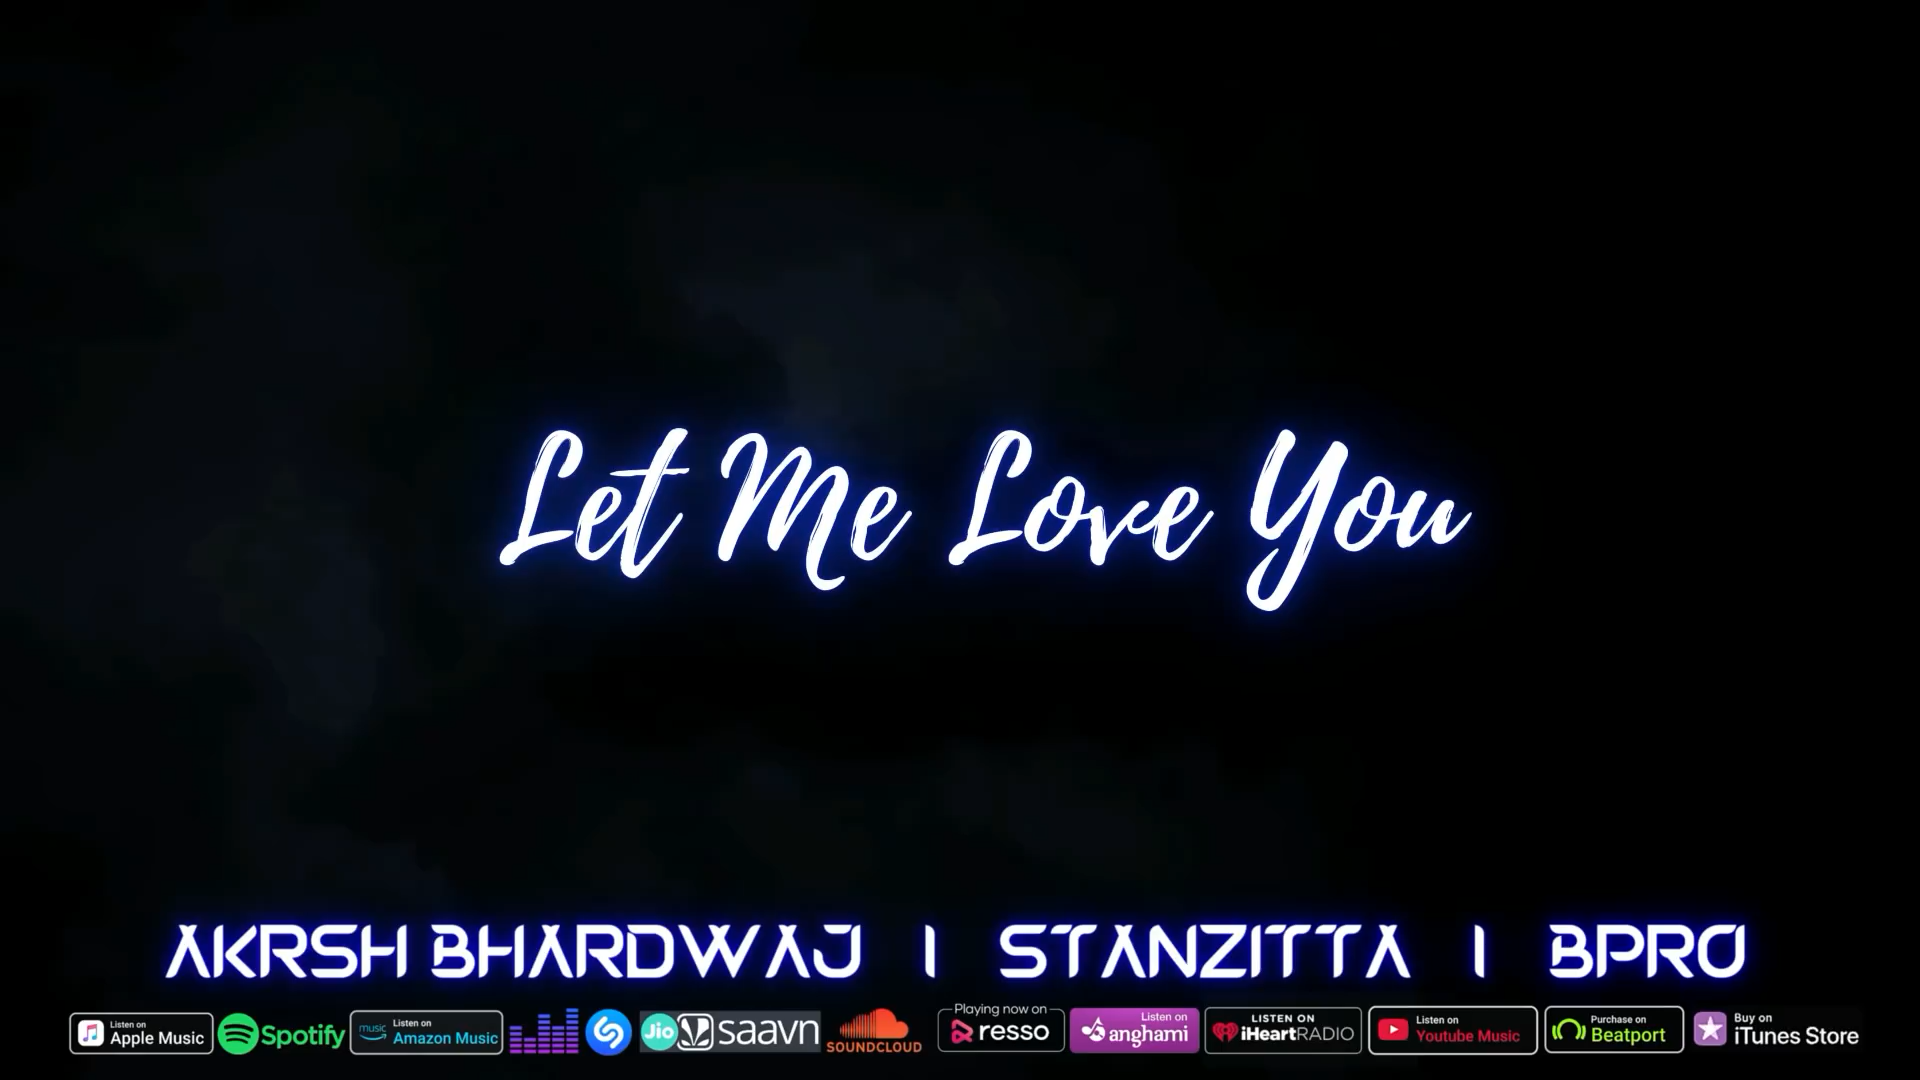 Let Me Love You
AKRSH BHARDWAJ | STANZITTA | BPRO
Listen on
Apple Music
Spotify
music
Listen on
Amazon Music
Jio saavn
SOUNDCLOUD
Playing now on
resso
Listen on
anghami
LISTEN ON
iHeartRADIO
Listen on
Youtube Music
Purchase on
Beatport
Buy on
iTunes Store